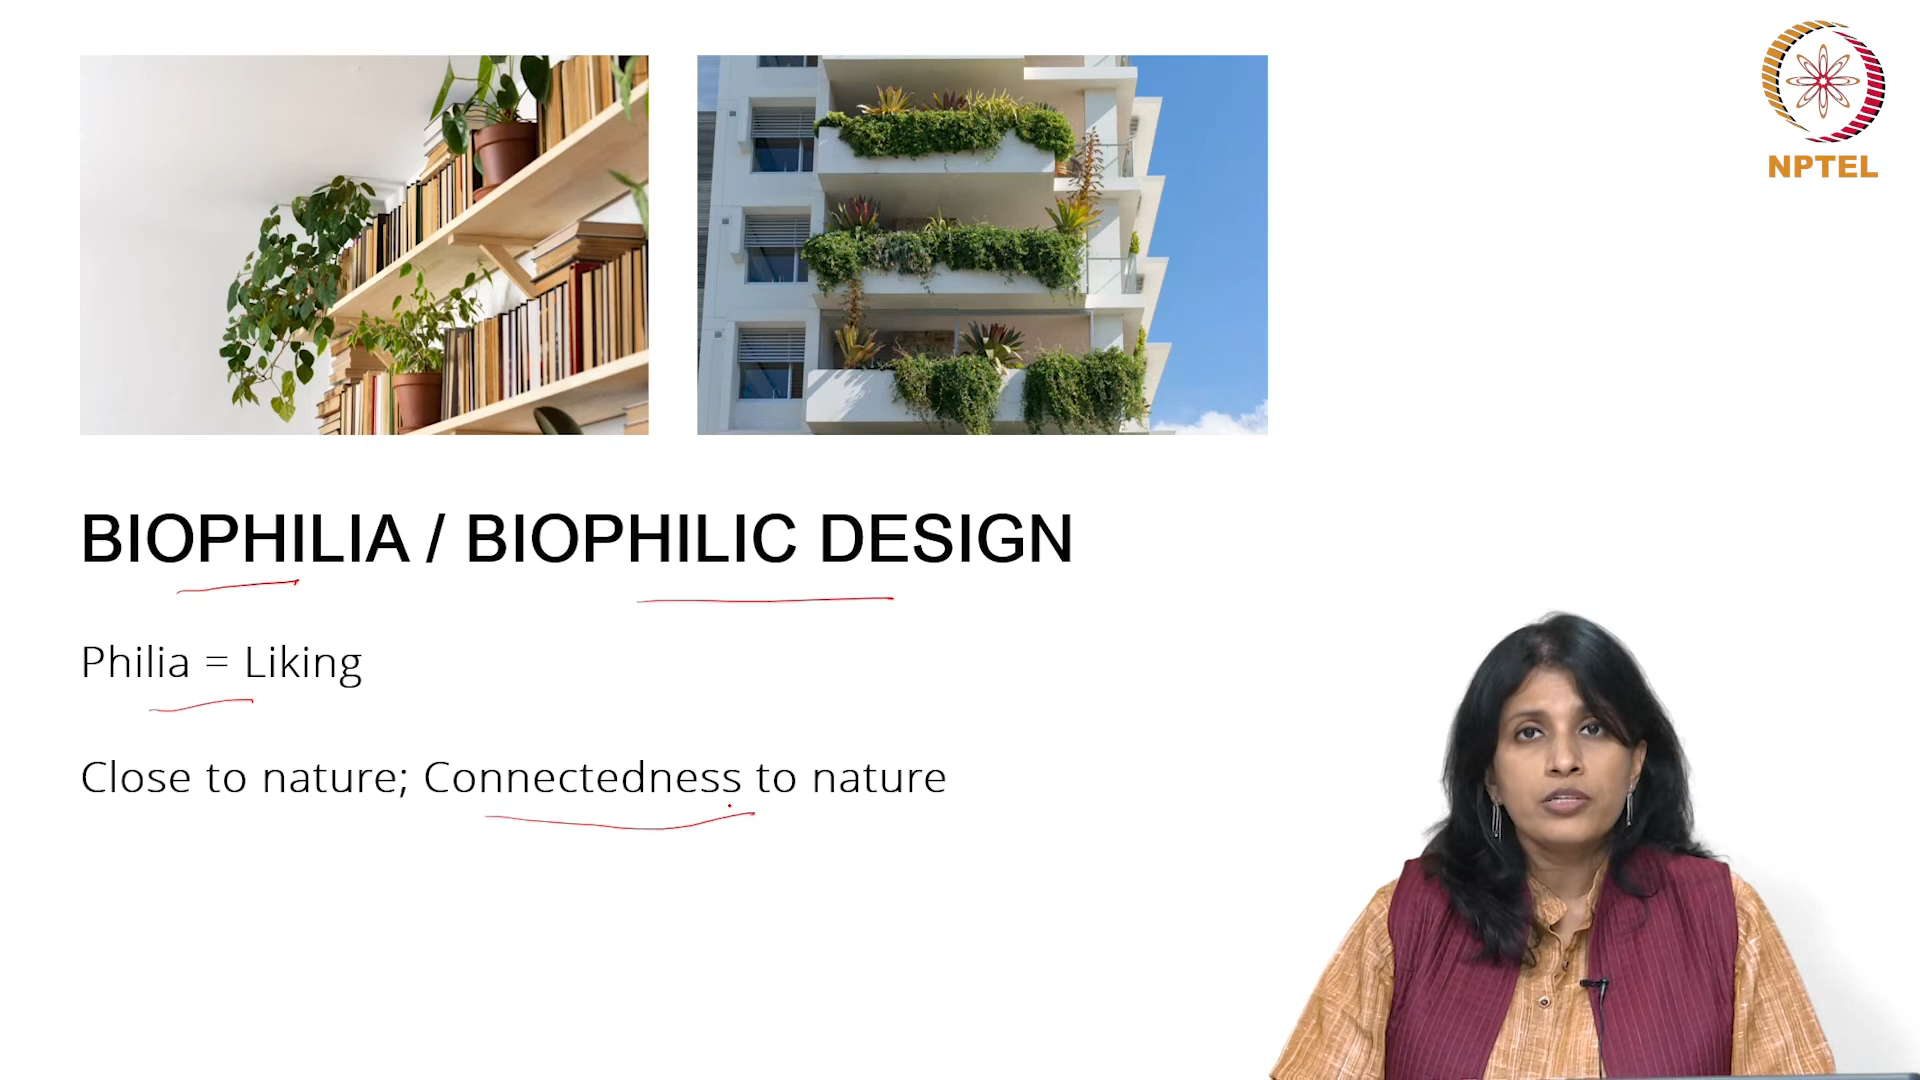 NPTEL
BIOPHILIA / BIOPHILIC DESIGN
Philia = Liking
Close to nature; Connectedness to nature